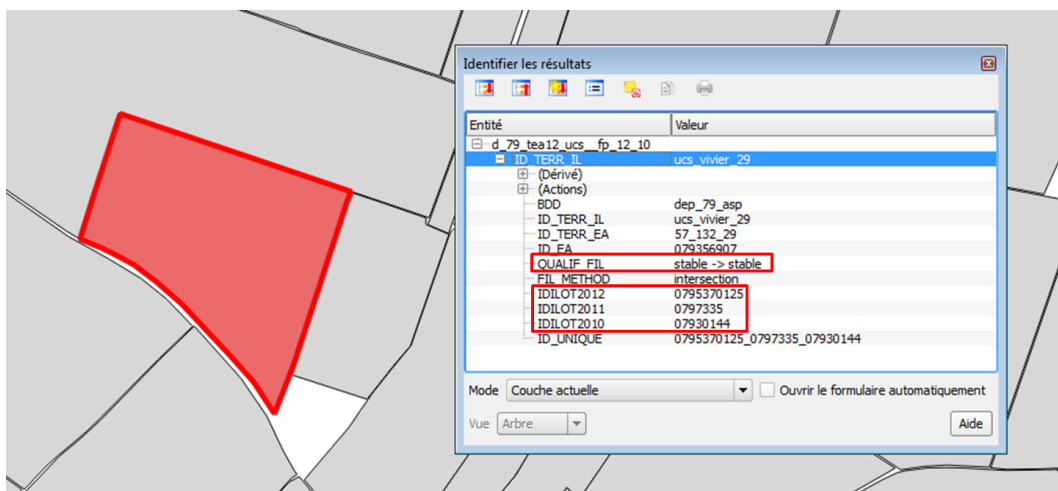 Identifier les résultats
Entité Valeur
d_79_tea12_ucs__fp_12_10
ID_TERR_IL ucs_vivier_29
(Dérivé)
(Actions)
BDD dep_79_asp
ID_TERR_IL ucs_vivier_29
ID_TERR_EA 57_132_29
ID_EA 079356907
QUALIF_FIL stable -> stable
FIL_METHOD intersection
IDILOT2012 0795370125
IDILOT2011 0797335
IDILOT2010 07930144
ID_UNIQUE 0795370125_0797335_07930144
Mode Couche actuelle Ouvrir le formulaire automatiquement
Vue Arbre Aide